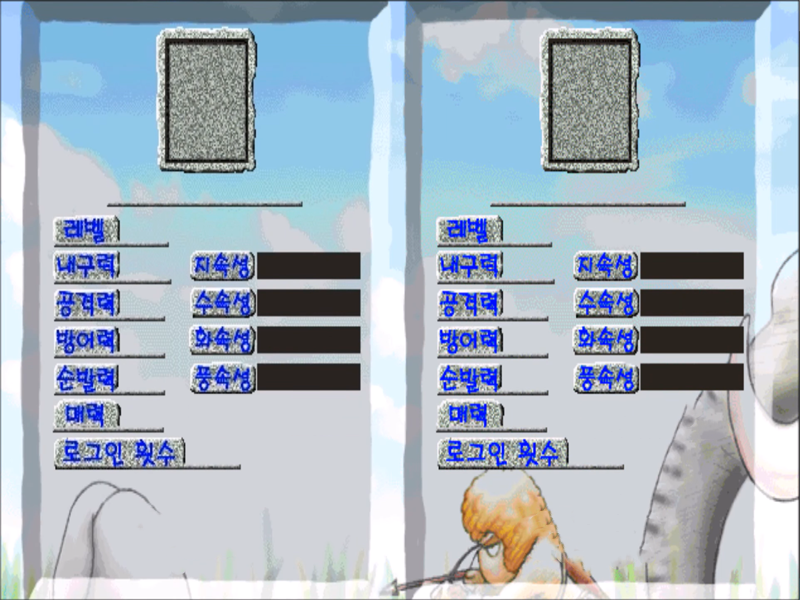 레벨
내구력 지속성
공격력 수속성
방어력 화속성
순발력 풍속성
매력
로그인 횟수
레벨
내구력 지속성
공격력 수속성
방어력 화속성
순발력 풍속성
매력
로그인 횟수